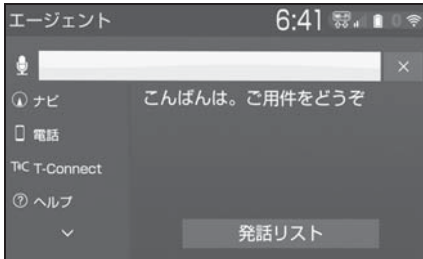 エージェント 6:41
ナビ
こんばんは。ご用件をどうぞ
電話
T-Connect
ヘルプ
発話リスト